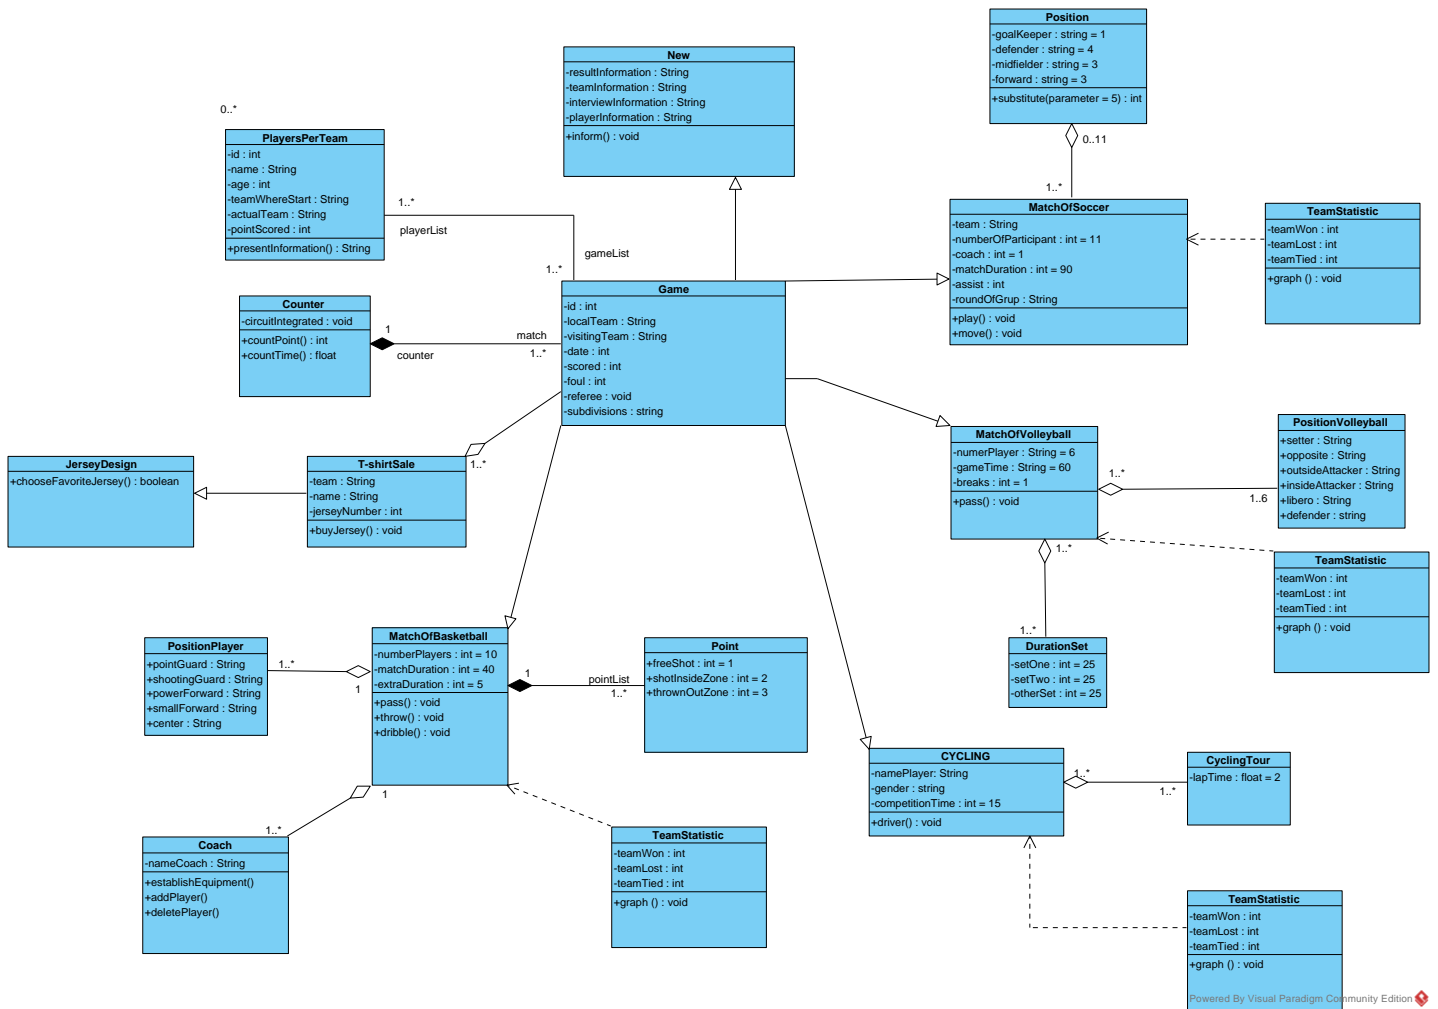 Position
-goalKeeper : string = 1
-defender : string = 4
-midfielder : string = 3
-forward : string = 3
+substitute(parameter = 5) : int
0..11
1..*
New
-resultInformation : String
-teamInformation : String
-interviewInformation : String
-playerInformation : String
+inform() : void
0..*
PlayersPerTeam
-id : int
-name : String
-age : int
-teamWhereStart : String
-actualTeam : String
-pointScored : int
+presentInformation() : String
1..*
playerList
gameList
1..*
MatchOfSoccer
-team : String
-numberOfParticipant : int = 11
-coach : int = 1
-matchDuration : int = 90
-assist : int
-roundOfGrup : String
+play() : void
+move() : void
TeamStatistic
-teamWon : int
-teamLost : int
-teamTied : int
+graph () : void
Game
-id : int
-localTeam : String
-visitingTeam : String
-date : int
-scored : int
-foul : int
-referee : void
-subdivisions : string
Counter
-circuitIntegrated : void
+countPoint() : int
+countTime() : float
1
counter
match
1..*
JerseyDesign
+chooseFavoriteJersey() : boolean
T-shirtSale
-team : String
-name : String
-jerseyNumber : int
+buyJersey() : void
1..*
MatchOfVolleyball
-numerPlayer : String = 6
-gameTime : String = 60
-breaks : int = 1
+pass() : void
1..*
1..6
PositionVolleyball
+setter : String
+opposite : String
+outsideAttacker : String
+insideAttacker : String
+libero : String
+defender : string
1..*
1..*
TeamStatistic
-teamWon : int
-teamLost : int
-teamTied : int
+graph () : void
DurationSet
-setOne : int = 25
-setTwo : int = 25
-otherSet : int = 25
PositionPlayer
+pointGuard : String
+shootingGuard : String
+powerForward : String
+smallForward : String
+center : String
1..*
1
MatchOfBasketball
-numberPlayers : int = 10
-matchDuration : int = 40
-extraDuration : int = 5
+pass() : void
+throw() : void
+dribble() : void
1
pointList
1..*
Point
+freeShot : int = 1
+shotInsideZone : int = 2
+thrownOutZone : int = 3
1
1..*
Coach
-nameCoach : String
+establishEquipment()
+addPlayer()
+deletePlayer()
TeamStatistic
-teamWon : int
-teamLost : int
-teamTied : int
+graph () : void
CYCLING
-namePlayer: String
-gender : string
-competitionTime : int = 15
+driver() : void
1..*
1..*
CyclingTour
-lapTime : float = 2
TeamStatistic
-teamWon : int
-teamLost : int
-teamTied : int
+graph () : void
Powered By Visual Paradigm Community Edition